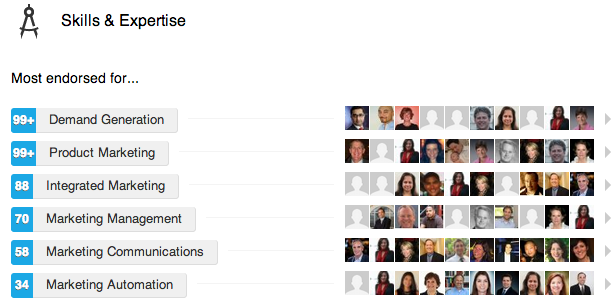 Skills & Expertise
Most endorsed for...
99+ Demand Generation
99+ Product Marketing
88 Integrated Marketing
70 Marketing Management
58 Marketing Communications
34 Marketing Automation